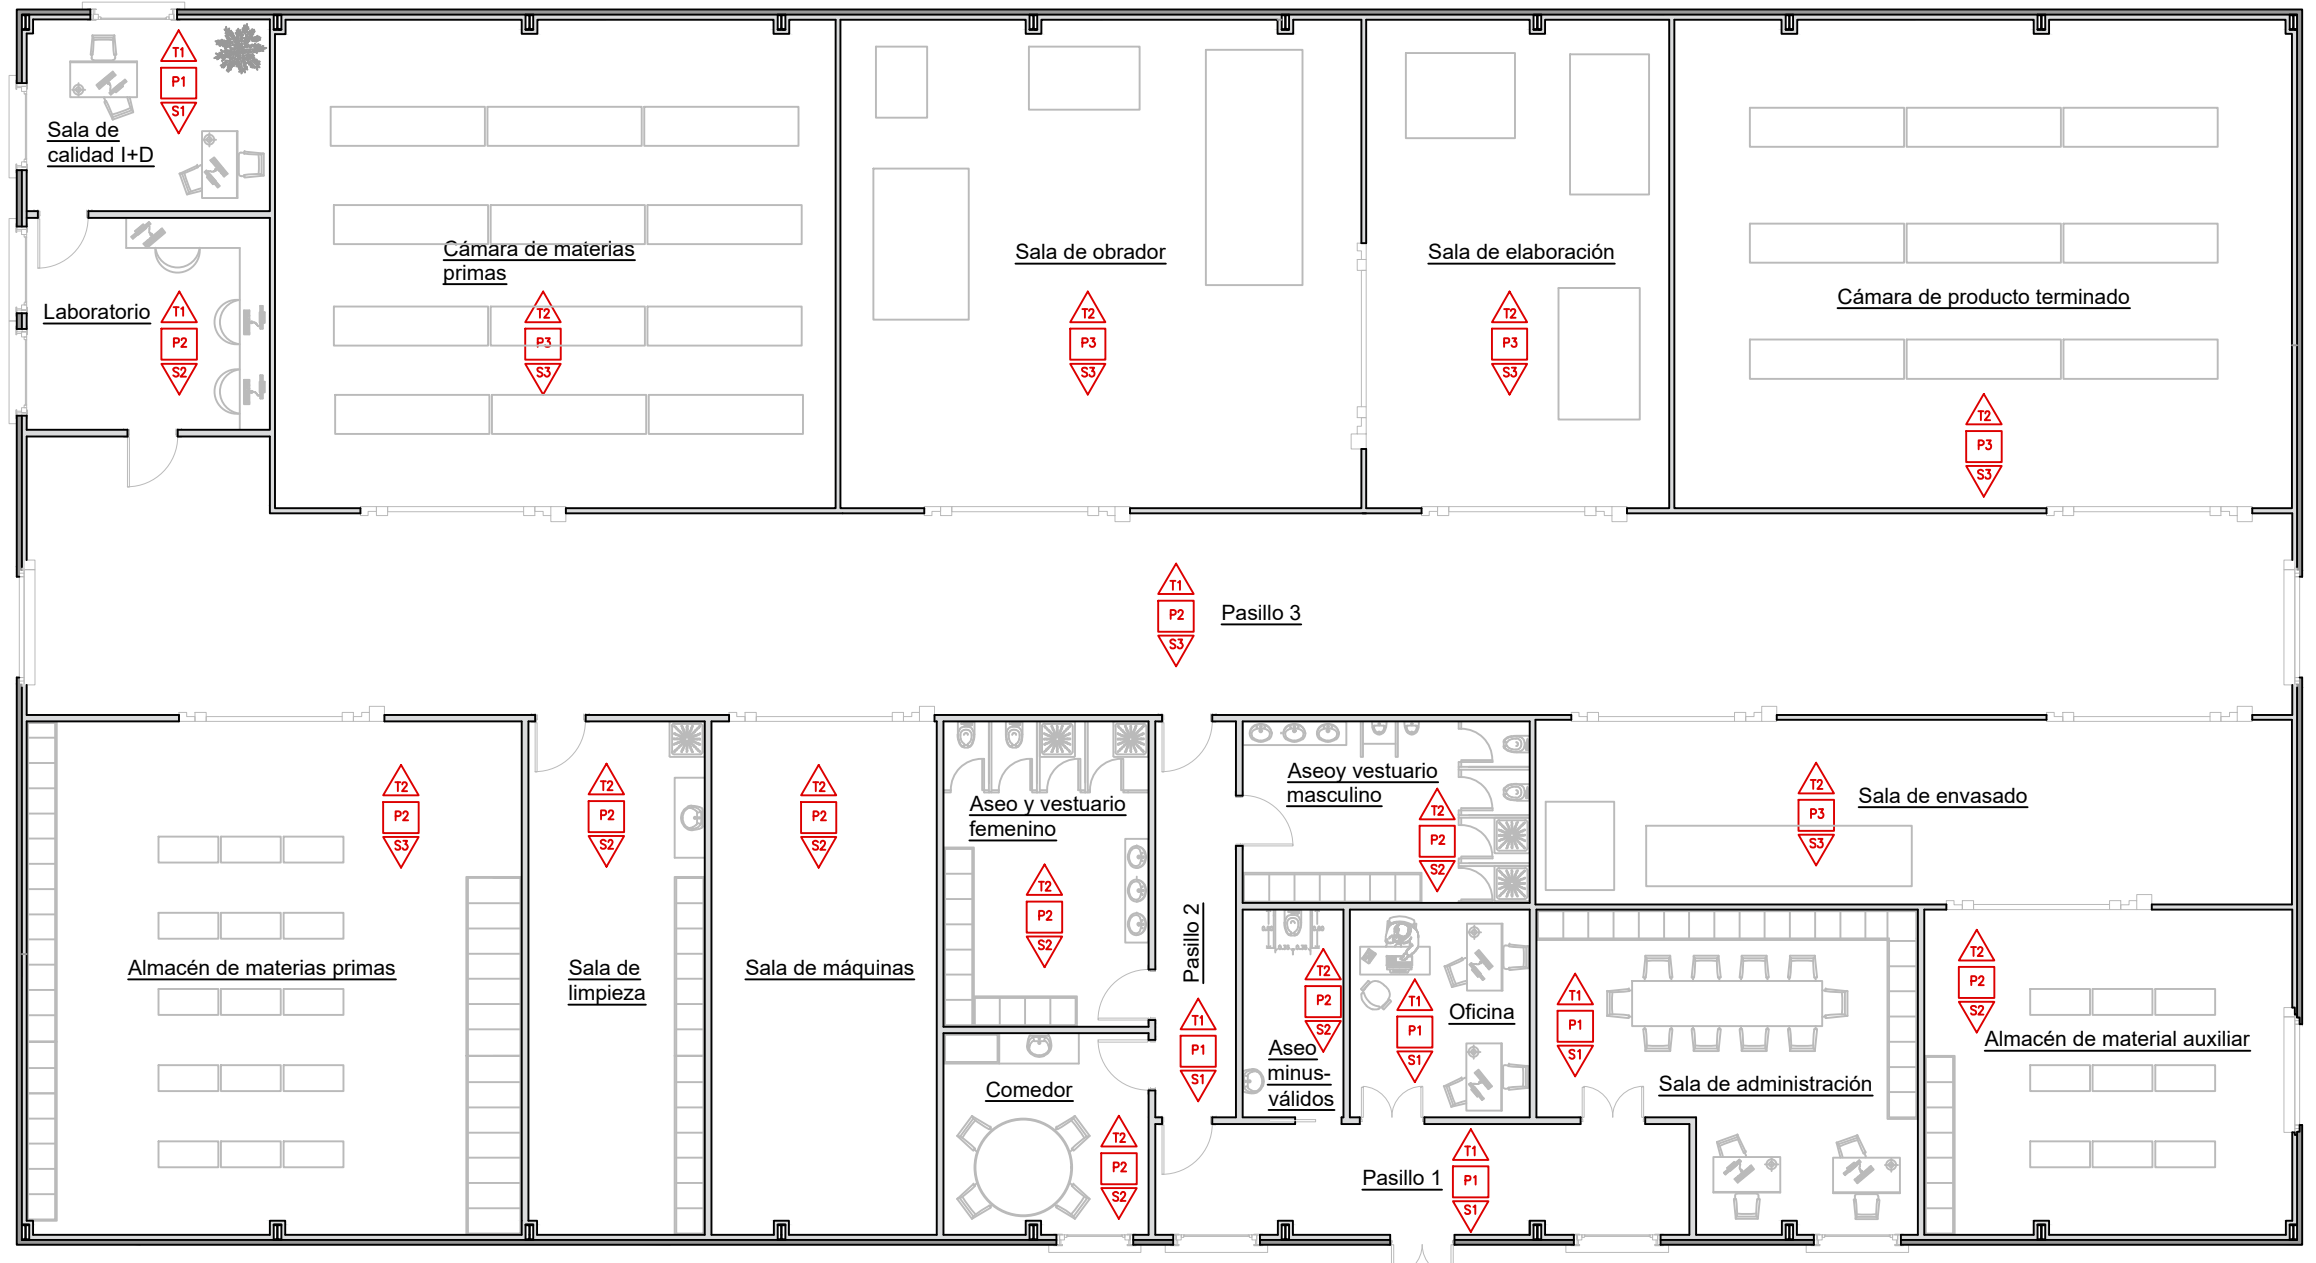 T1
P1
S1
Sala de
calidad I+D
Laboratorio
T1
P2
S2
Cámara de materias
primas
T2
P3
S3
Sala de obrador
T2
P3
S3
Sala de elaboración
T2
P3
S3
Cámara de producto terminado
T2
P3
S3
T1
P2
S3
Pasillo 3
T2
P2
S3
Almacén de materias primas
T2
P2
S2
Sala de
limpieza
T2
P2
S2
Sala de máquinas
Aseo y vestuario
femenino
T2
P2
S2
Comedor
T2
P2
S2
Pasillo 2
T1
P1
S1
Aseoy vestuario
masculino
T2
P2
S2
T2
P2
S2
Aseo
minus-
válidos
T1
P1
S1
Oficina
T1
P1
S1
Sala de administración
Pasillo 1
T1
P1
S1
T2
P3
S3
Sala de envasado
T2
P2
S2
Almacén de material auxiliar